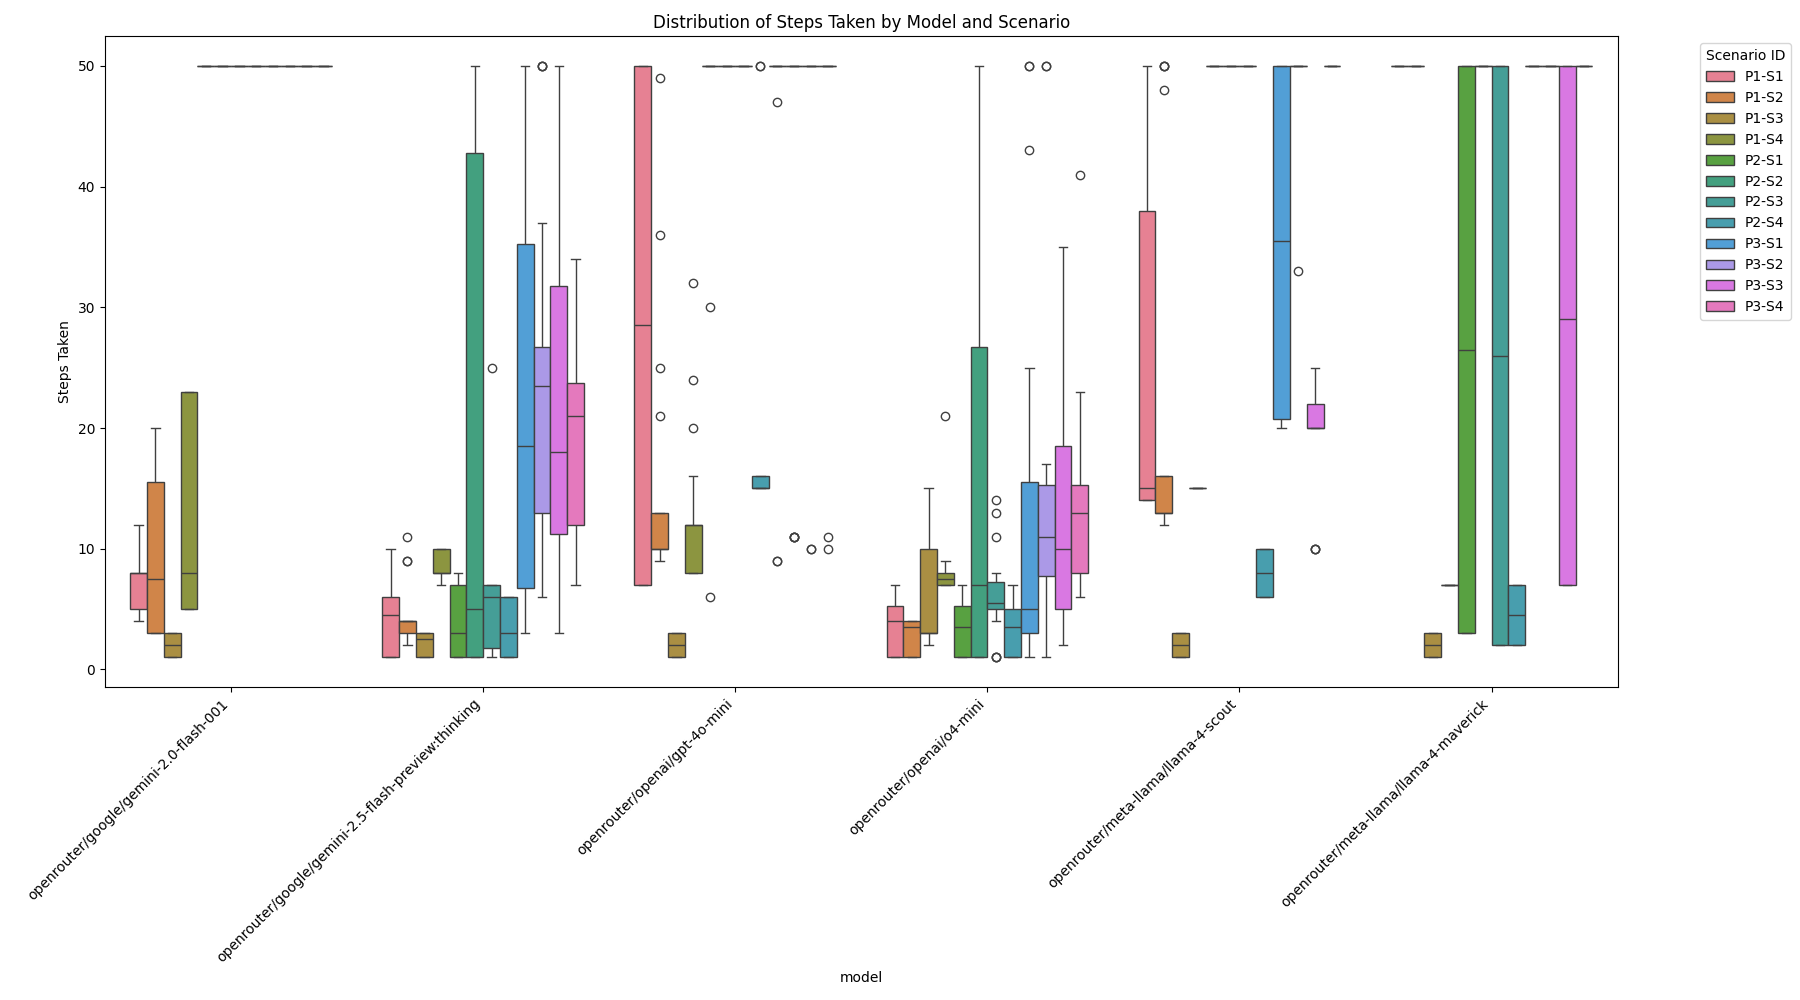 Distribution of Steps Taken by Model and Scenario
Steps Taken
50
40
30
20
10
0
openrouter/google/gemini-2.0-flash-001
openrouter/google/gemini-2.5-flash-preview:thinking
openrouter/openai/gpt-4o-mini
openrouter/openai/o4-mini
openrouter/meta-llama/llama-4-scout
openrouter/meta-llama/llama-4-maverick
model
Scenario ID
P1-S1
P1-S2
P1-S3
P1-S4
P2-S1
P2-S2
P2-S3
P2-S4
P3-S1
P3-S2
P3-S3
P3-S4